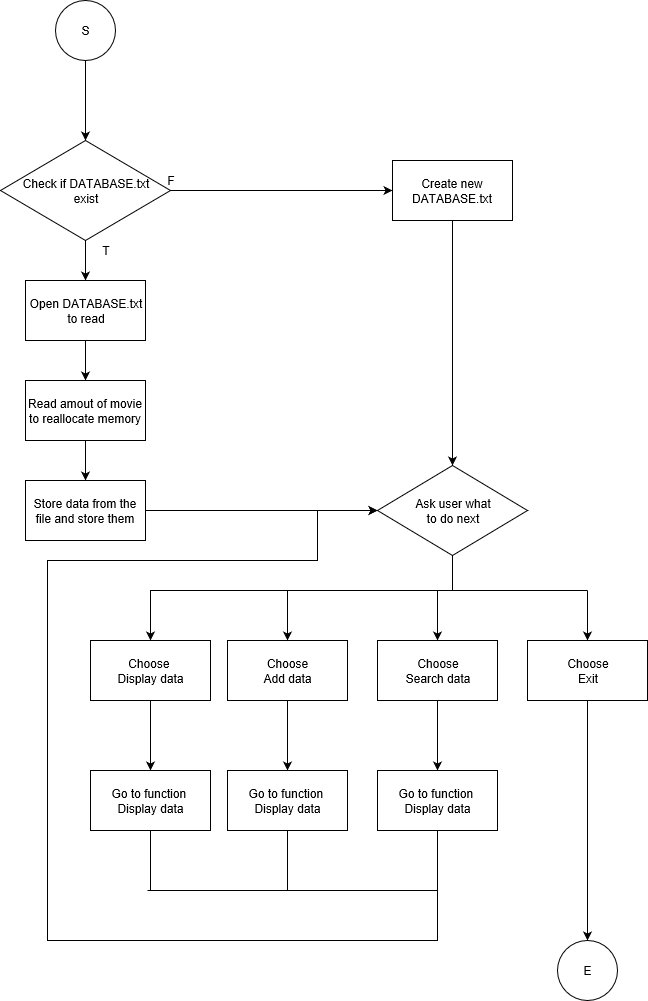 S
Check if DATABASE.txt
exist
F
Create new
DATABASE.txt
T
Open DATABASE.txt
to read
Read amout of movie
to reallocate memory
Store data from the
file and store them
Ask user what
to do next
Choose
Display data
Choose
Add data
Choose
Search data
Choose
Exit
Go to function
Display data
Go to function
Display data
Go to function
Display data
E